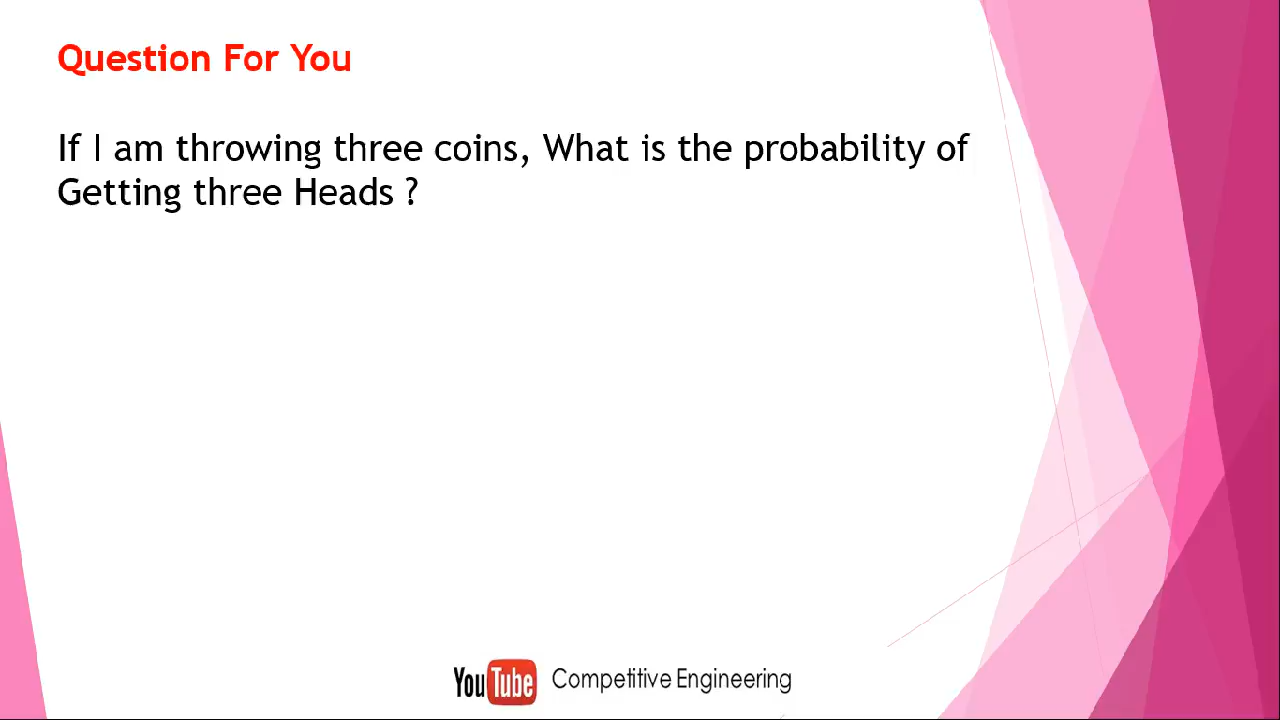 Question For You
If I am throwing three coins, What is the probability of
Getting three Heads ?
YouTube Competitive Engineering